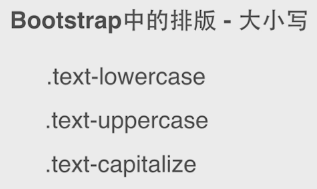 Bootstrap中的排版 - 大小写
.text-lowercase
.text-uppercase
.text-capitalize